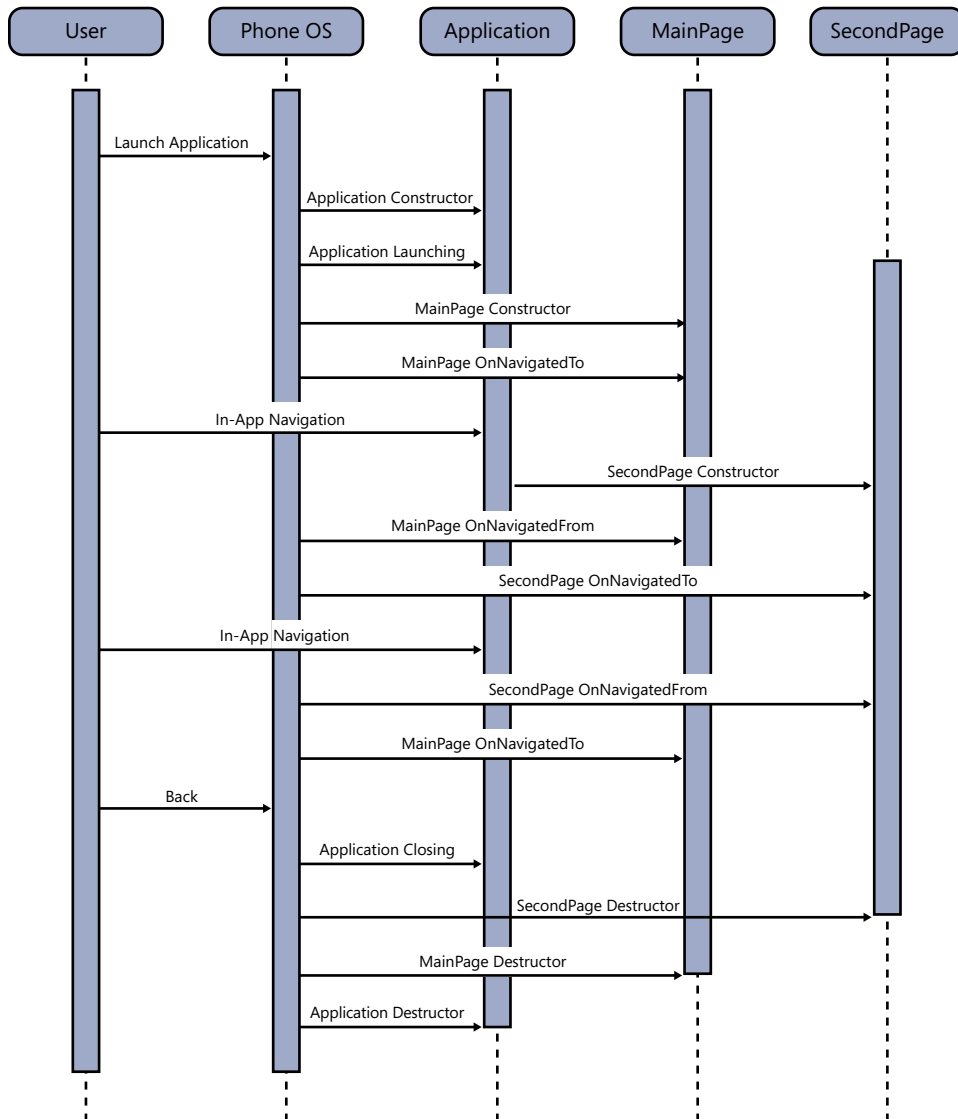 User
Phone OS
Application
MainPage
SecondPage
Launch Application
Application Constructor
Application Launching
MainPage Constructor
MainPage OnNavigatedTo
In-App Navigation
SecondPage Constructor
MainPage OnNavigatedFrom
SecondPage OnNavigatedTo
In-App Navigation
SecondPage OnNavigatedFrom
MainPage OnNavigatedTo
Back
Application Closing
SecondPage Destructor
MainPage Destructor
Application Destructor